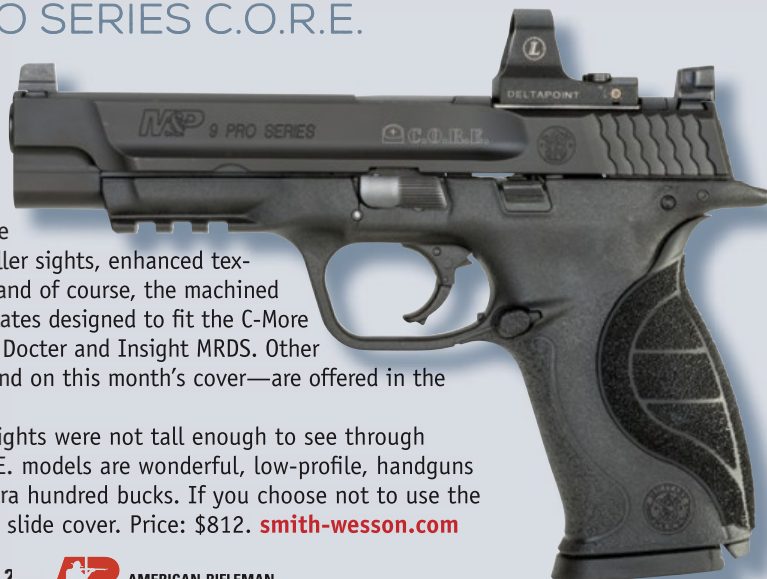 O SERIES C.O.R.E.
DELTAPOINT
M&P 9 PRO SERIES
C.O.R.E.
e
ller sights, enhanced tex-
and of course, the machined
ates designed to fit the C-More
Docter and Insight MRDS. Other
nd on this month's cover—are offered in the
ights were not tall enough to see through
E. models are wonderful, low-profile, handguns
ra hundred bucks. If you choose not to use the
slide cover. Price: $812. smith-wesson.com
AMERICAN RIFLEMAN